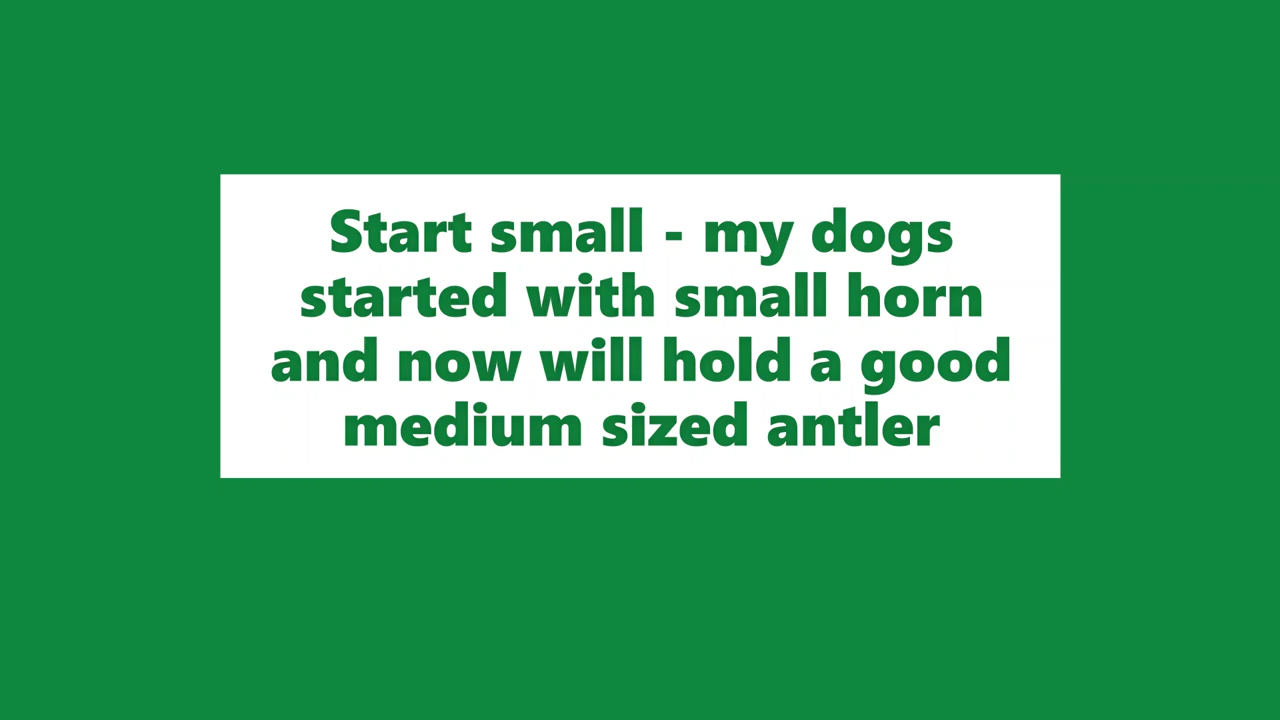 Start small - my dogs
started with small horn
and now will hold a good
medium sized antler